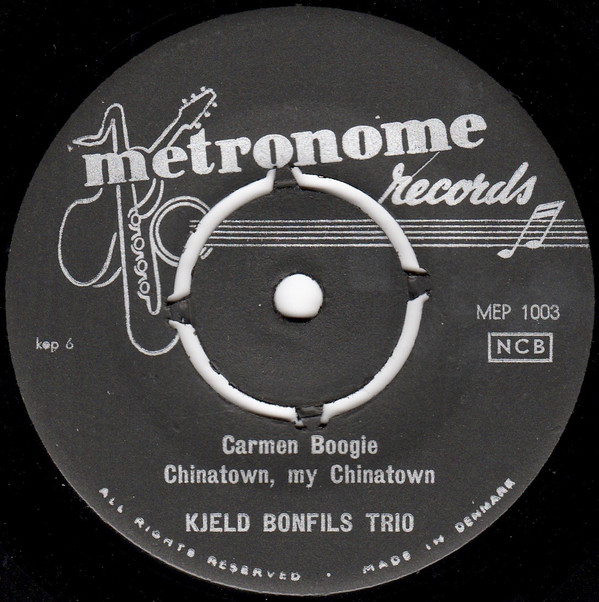 metronome
records
MEP 1003
NCB
kep 6
Carmen Boogie
Chinatown, my Chinatown
KJELD BONFILS TRIO
ALL RIGHTS RESERVED · MADE IN DENMARK